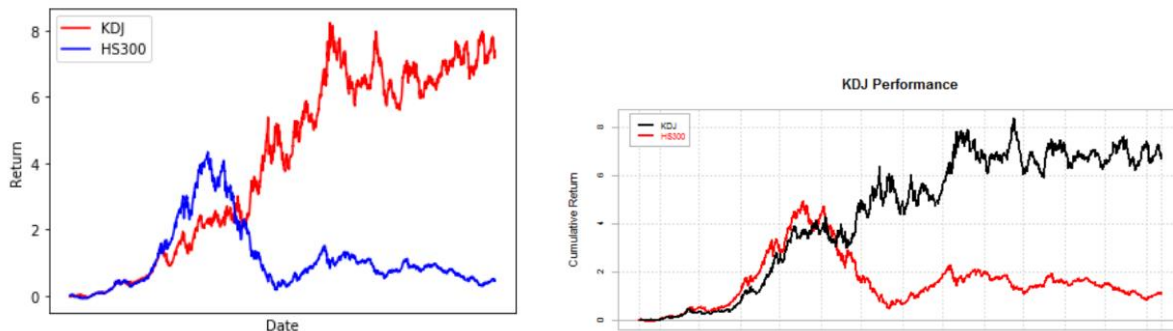 8
6
4
2
0
Return
Date
KDJ
HS300
KDJ Performance
KDJ
HS300
8
6
4
2
0
Cumulative Return